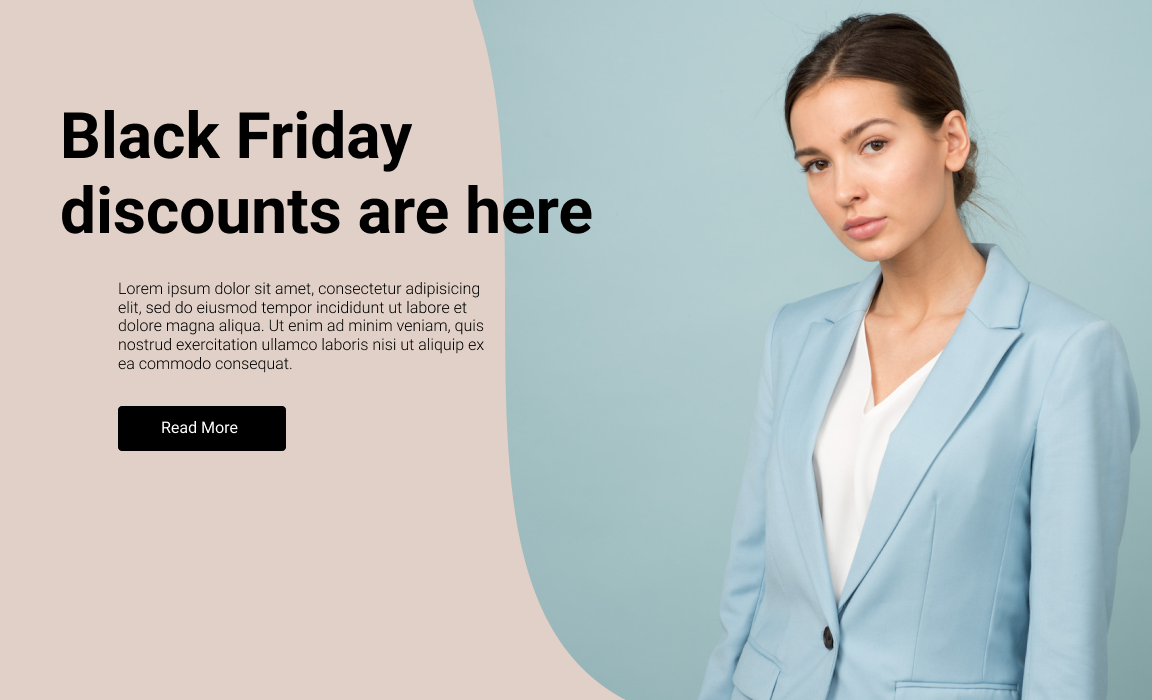 Black Friday
discounts are here
Lorem ipsum dolor sit amet, consectetur adipisicing
elit, sed do eiusmod tempor incididunt ut labore et
dolore magna aliqua. Ut enim ad minim veniam, quis
nostrud exercitation ullamco laboris nisi ut aliquip ex
ea commodo consequat.
Read More